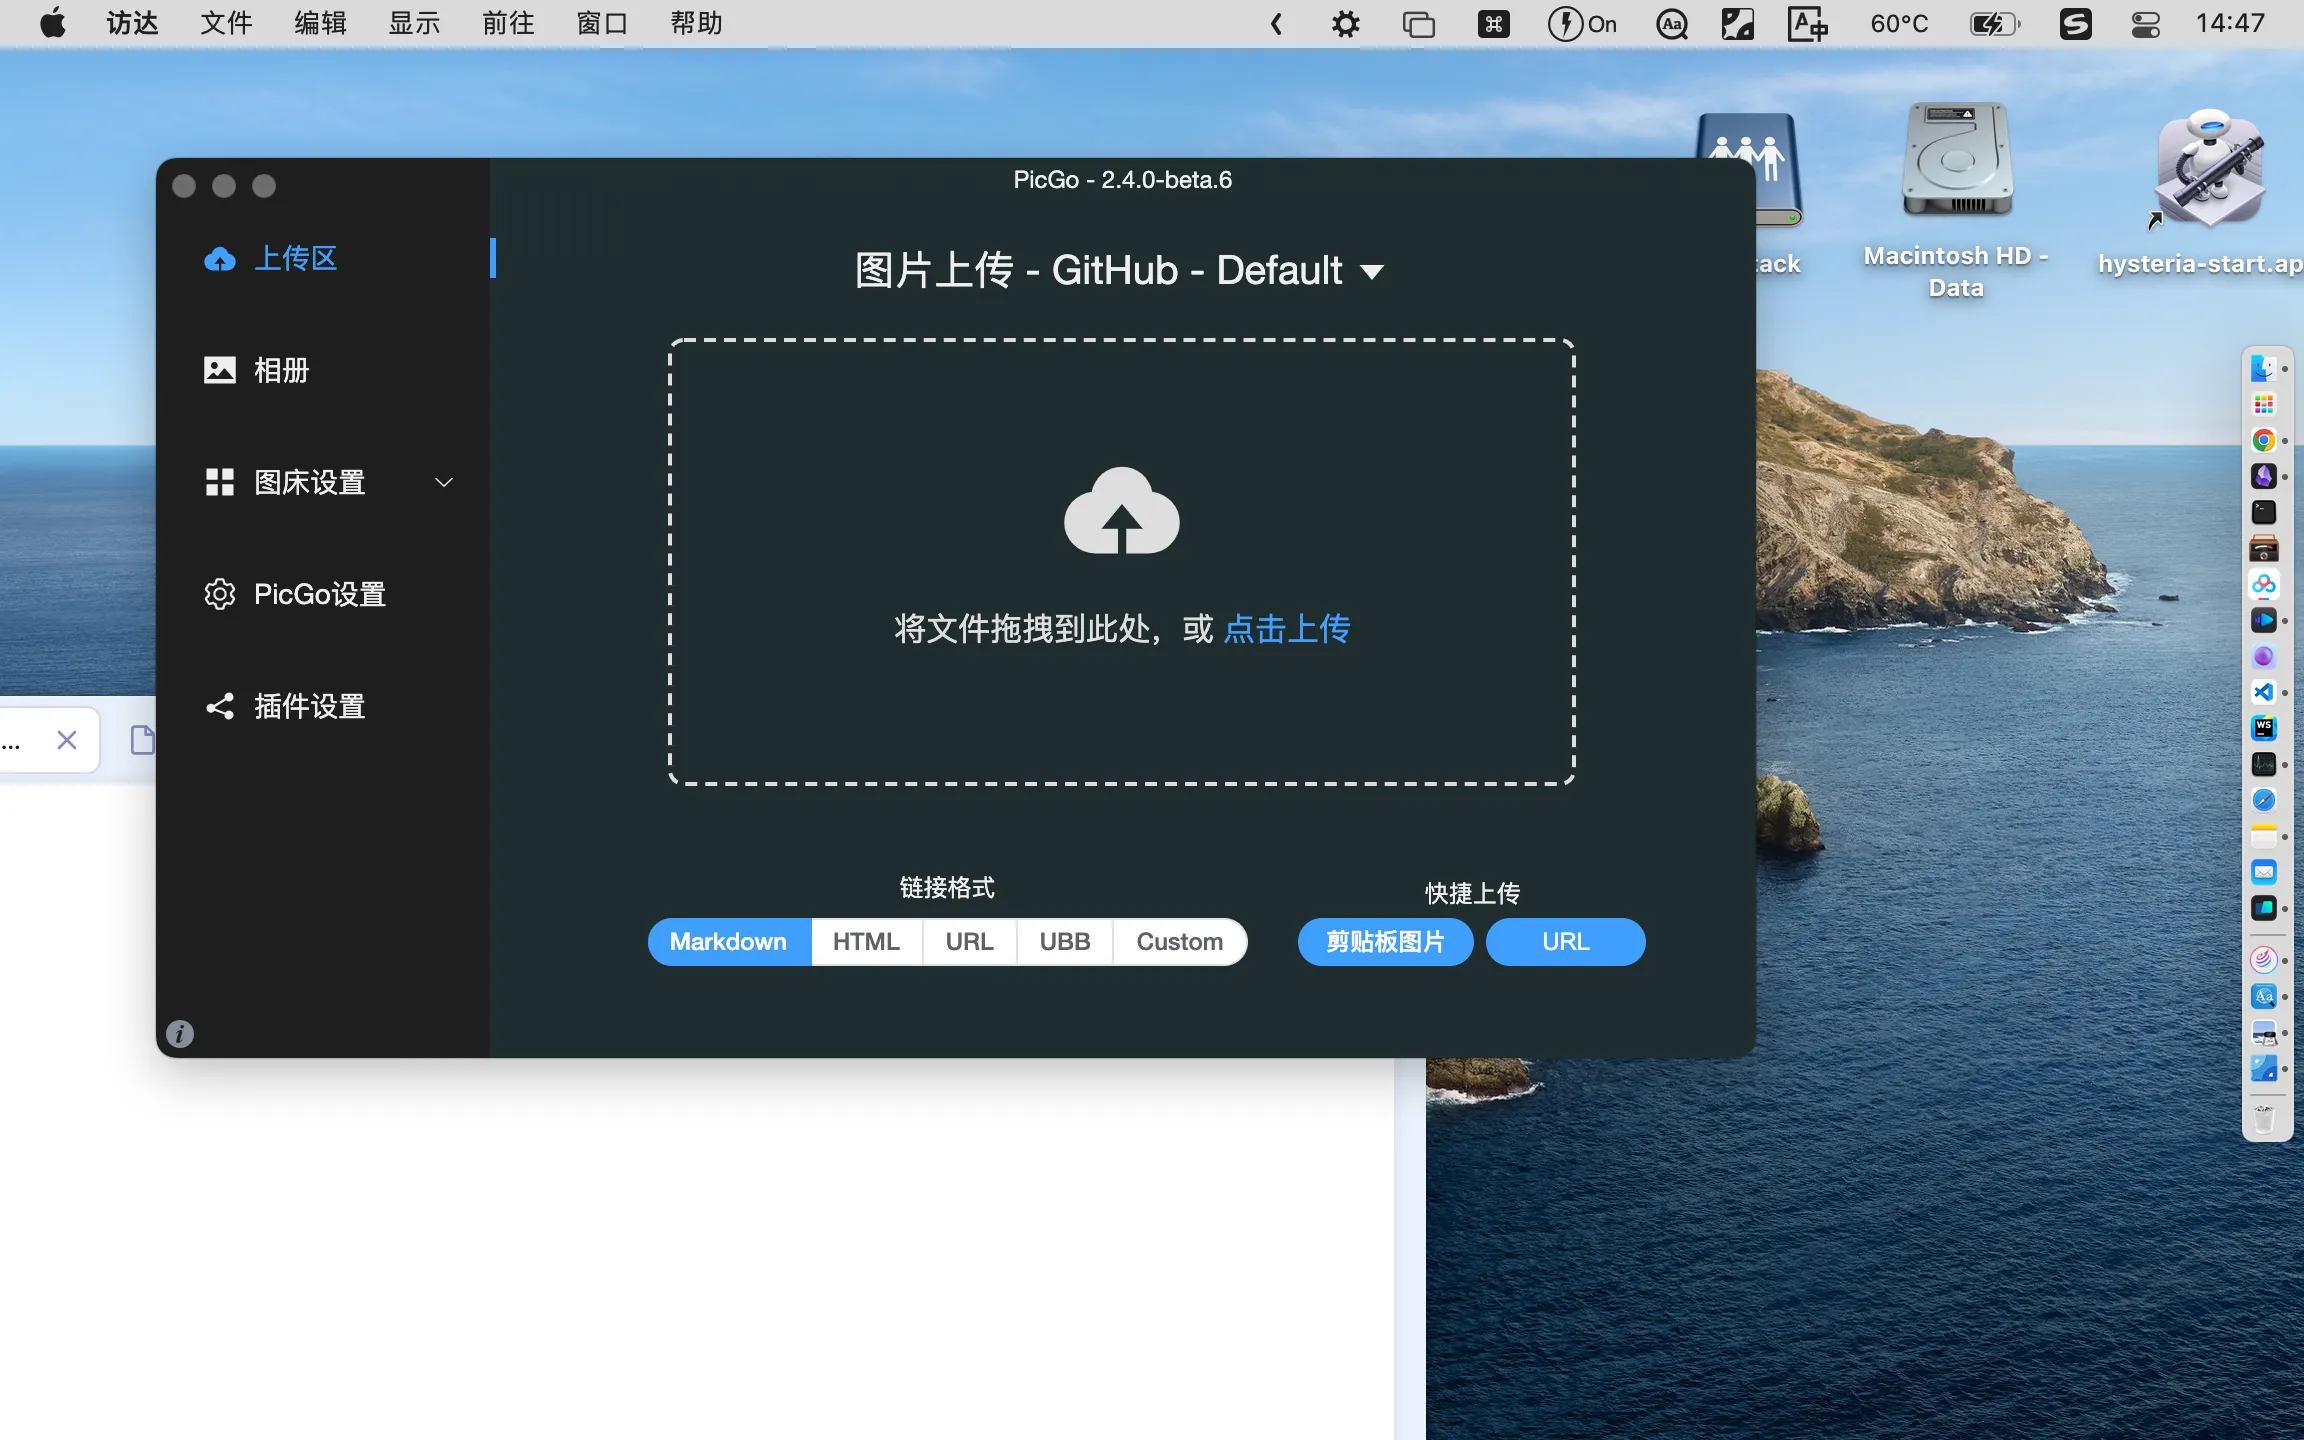 访达 文件 编辑 显示 前往 窗口 帮助 On 60°C 14:47
PicGo - 2.4.0-beta.6
上传区
相册
图床设置
PicGo设置
插件设置
图片上传 - GitHub - Default
将文件拖拽到此处，或 点击上传
链接格式
Markdown HTML URL UBB Custom
快捷上传
剪贴板图片 URL
ack
Macintosh HD -
Data
hysteria-start.ap
...